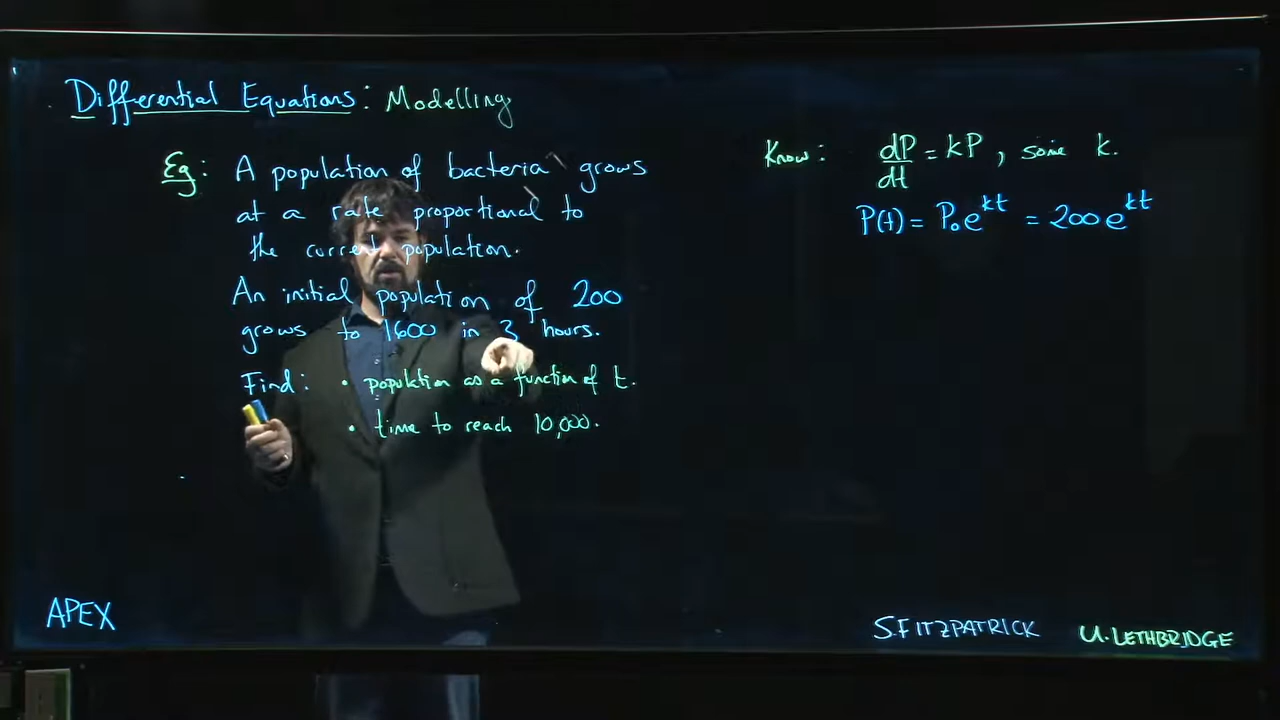 Differential Equations: Modelling
Eg: A population of bacteria grows
at a rate proportional to
the current population.
An initial population of 200
grows to 1600 in 3 hours.
Find: • population as a function of t.
• time to reach 10,000.
Know: dP/dt = kP, some k.
P(t) = P₀e^kt = 200e^kt
APEX
S.FITZPATRICK U.LETHBRIDGE